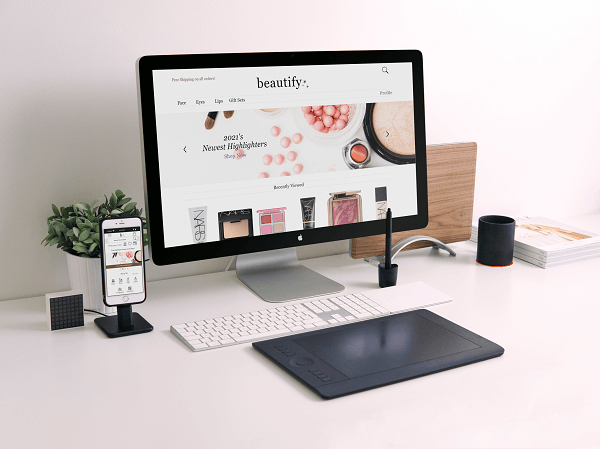 Free Shipping on all orders!
beautify.
Profile
Face Eyes Lips Gift Sets
2021's
Newest Highlighters
Shop Now
Recently Viewed
NARS
NARS